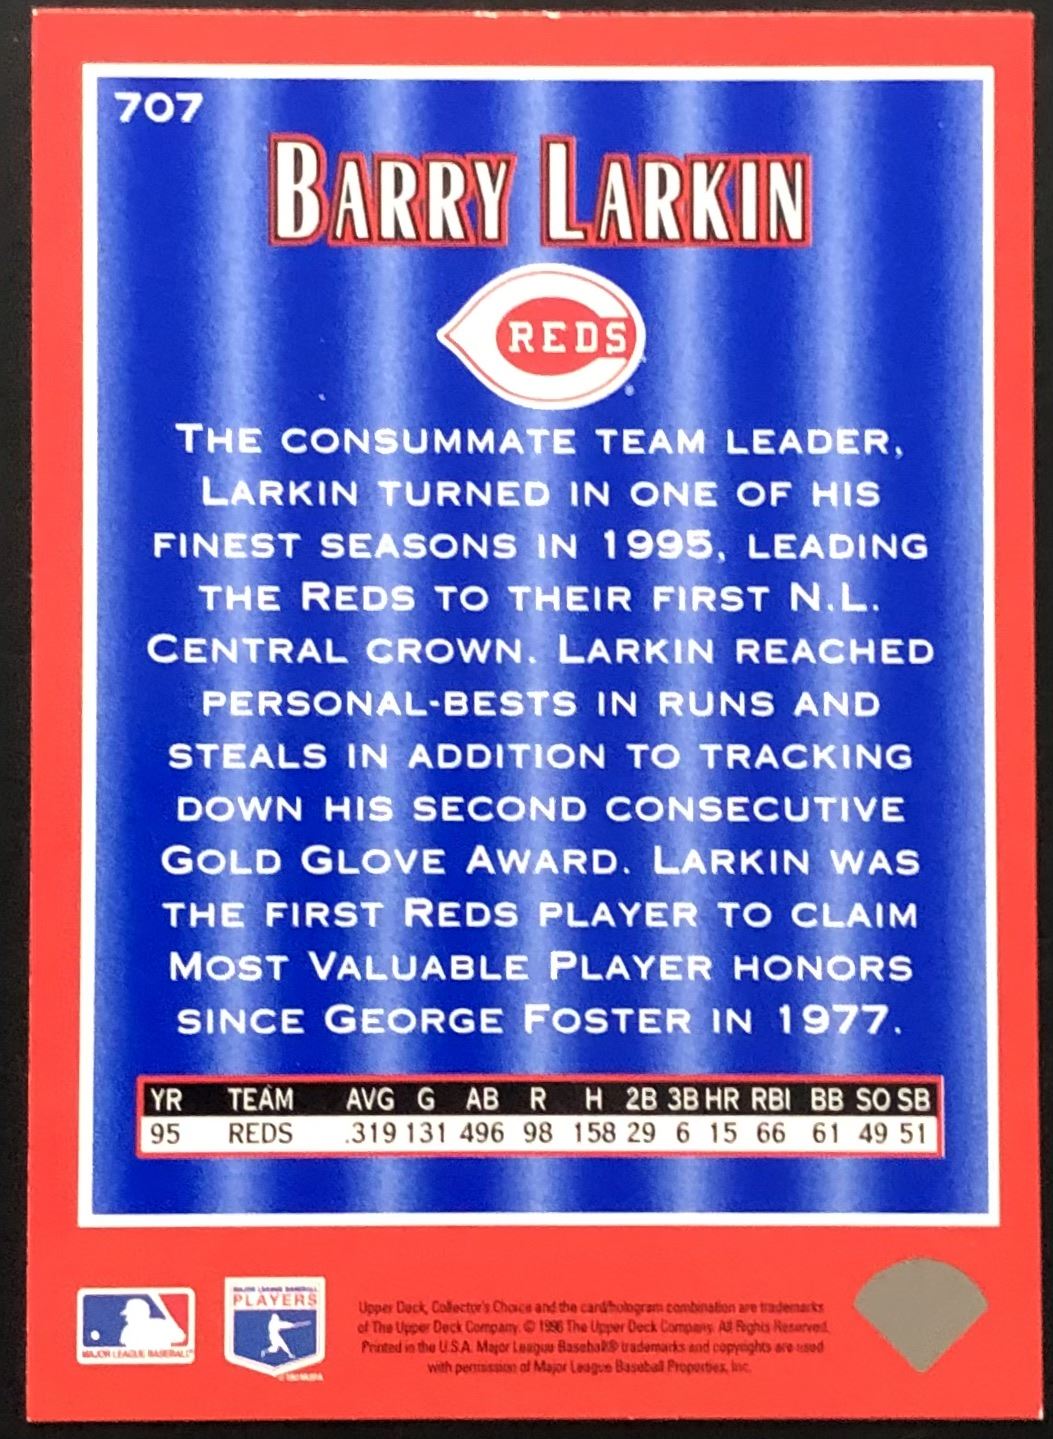 707
BARRY LARKIN
REDS
THE CONSUMMATE TEAM LEADER,
LARKIN TURNED IN ONE OF HIS
FINEST SEASONS IN 1995, LEADING
THE REDS TO THEIR FIRST N.L.
CENTRAL CROWN. LARKIN REACHED
PERSONAL-BESTS IN RUNS AND
STEALS IN ADDITION TO TRACKING
DOWN HIS SECOND CONSECUTIVE
GOLD GLOVE AWARD. LARKIN WAS
THE FIRST REDS PLAYER TO CLAIM
MOST VALUABLE PLAYER HONORS
SINCE GEORGE FOSTER IN 1977.
YR TEAM AVG G AB R H 2B 3B HR RBI BB SO SB
95 REDS .319 131 496 98 158 29 6 15 66 61 49 51
MAJOR LEAGUE BASEBALL
MAJOR LEAGUE BASEBALL
PLAYERS
Upper Deck, Collector's Choice and the card/hologram combination are trademarks
of The Upper Deck Company. © 1996 The Upper Deck Company. All Rights Reserved.
Printed in the U.S.A. Major League Baseball® trademarks and copyrights are used
with permission of Major League Baseball Properties, Inc.